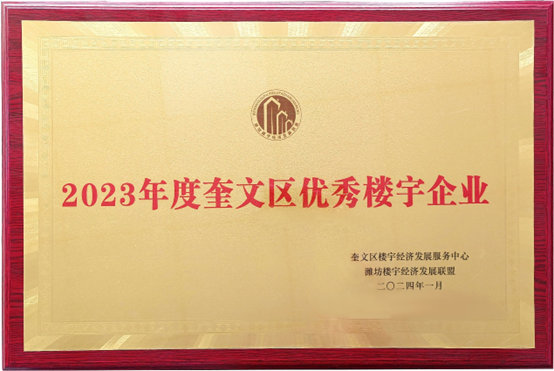 2023年度奎文区优秀楼宇企业
奎文区楼宇经济发展服务中心
潍坊楼宇经济发展联盟
二〇二四年一月